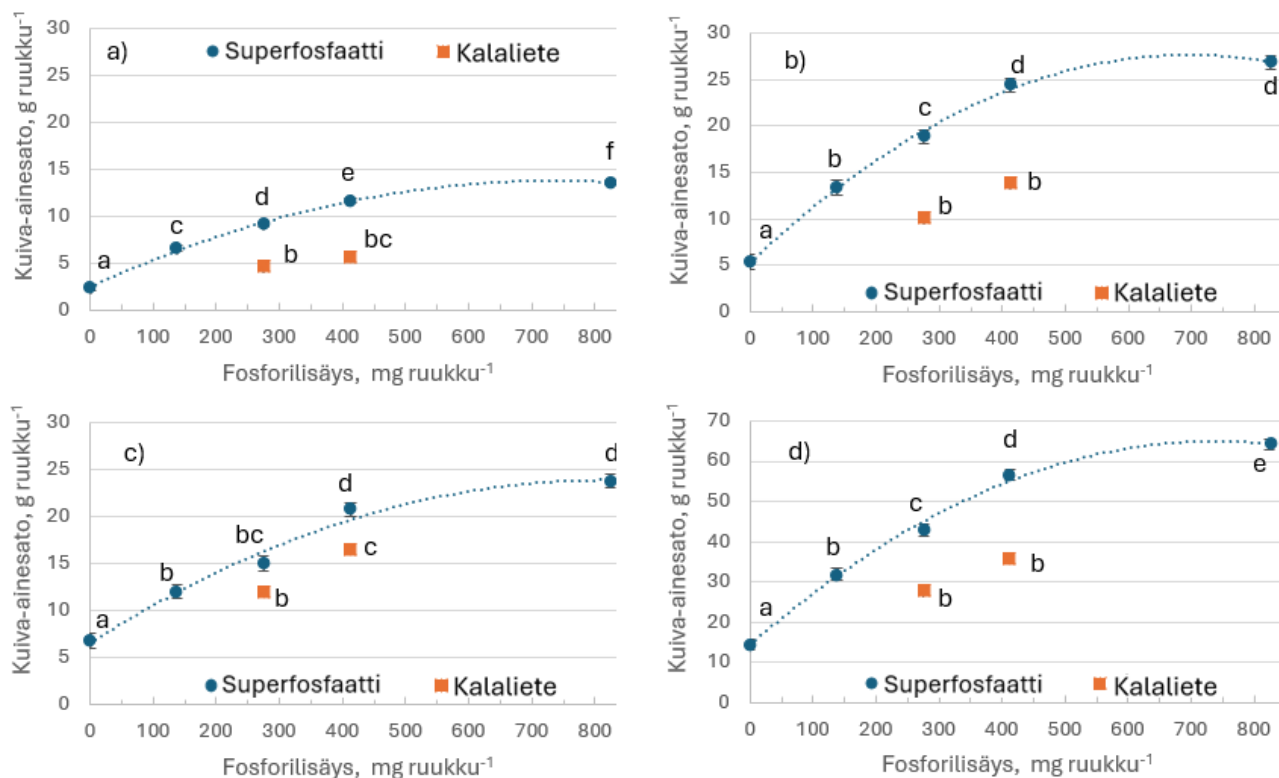 a)
Superfosfaatti
Kalaliete
Kuiva-ainesato, g ruukku⁻¹
30
25
20
15
10
5
0
a
c
d
e
f
b
bc
0 100 200 300 400 500 600 700 800
Fosforilisäys, mg ruukku⁻¹
b)
Kuiva-ainesato, g ruukku⁻¹
30
25
20
15
10
5
0
a
b
c
d
d
b
b
Superfosfaatti
Kalaliete
0 100 200 300 400 500 600 700 800
Fosforilisäys, mg ruukku⁻¹
c)
Kuiva-ainesato, g ruukku⁻¹
30
25
20
15
10
5
0
a
b
bc
d
d
b
c
Superfosfaatti
Kalaliete
0 100 200 300 400 500 600 700 800
Fosforilisäys, mg ruukku⁻¹
d)
Kuiva-ainesato, g ruukku⁻¹
70
60
50
40
30
20
10
0
a
b
c
d
e
b
b
Superfosfaatti
Kalaliete
0 100 200 300 400 500 600 700 800
Fosforilisäys, mg ruukku⁻¹